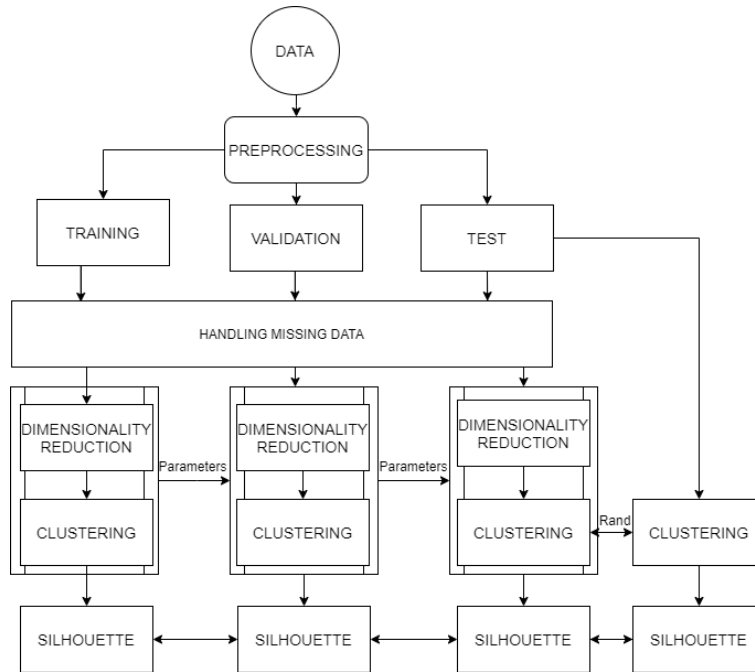 DATA
PREPROCESSING
TRAINING
VALIDATION
TEST
HANDLING MISSING DATA
DIMENSIONALITY
REDUCTION
DIMENSIONALITY
REDUCTION
DIMENSIONALITY
REDUCTION
Parameters
Parameters
CLUSTERING
CLUSTERING
CLUSTERING
Rand
CLUSTERING
SILHOUETTE
SILHOUETTE
SILHOUETTE
SILHOUETTE